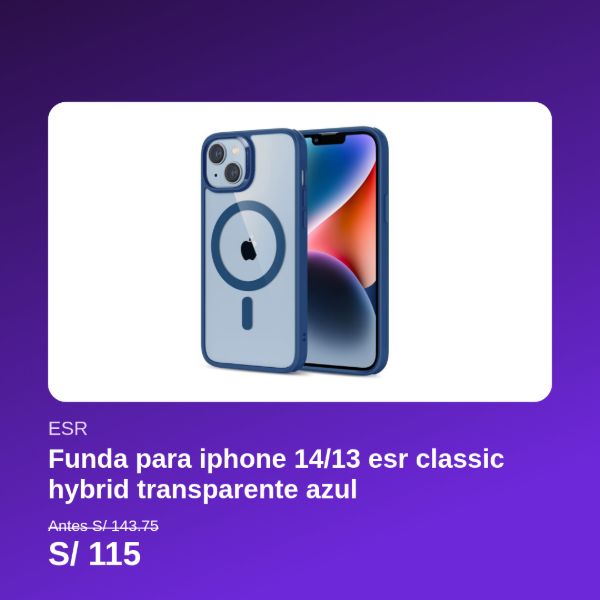 ESR
Funda para iphone 14/13 esr classic
hybrid transparente azul
Antes S/ 143.75
S/ 115